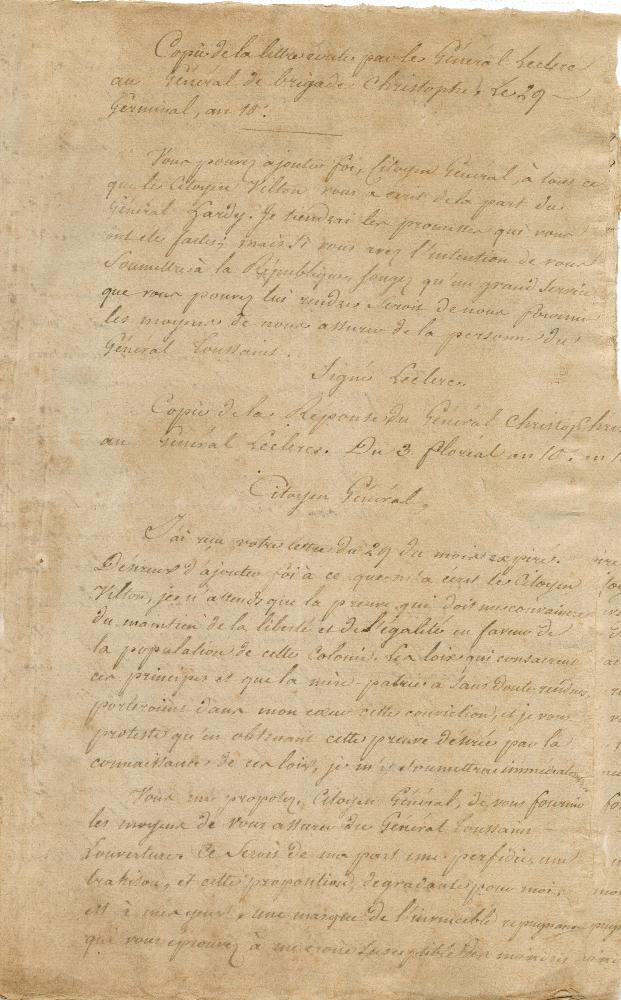 Copie de la lettre écrite par le Général Leclerc
au Général de brigade Christophe, Le 29
Germinal, an 10e.
Vous pouvez ajouter foi, Citoyen Général, à tout ce
que le Citoyen Vilton vous a écrit de la part du
Général Hardy. Je tiendrai les promesses qui vous
ont été faites; mais si vous avez l'intention de vous
soumettre à la République, songez qu'un grand service
que vous pouvez lui rendre seroit de nous fournir
les moyens de nous assurer de la personne du
Général Toussaint.
Signé Leclerc.
Copie de la Réponse du Général Christophe
au Général Leclerc. Du 3 floréal an 10.
Citoyen Général,
J'ai reçu votre lettre du 29 du mois expiré.
Désireux d'ajouter foi à ce que m'a écrit le Citoyen
Vilton, je n'attends que la preuve qui doit me convaincre
du maintien de la liberté et de l'égalité en faveur de
la population de cette Colonie. Les loix qui consacrent
ces principes et que la mère-patrie a sans doute rendues,
porteroient dans mon cœur cette conviction, et je vous
proteste qu'en obtenant cette preuve désirée par la
connaissance de ces loix, je m'y soumettrai immédiatement.
Vous me proposez, Citoyen Général, de vous fournir
les moyens de vous assurer du Général Toussaint
Louverture. Ce seroit de ma part une perfidie, une
trahison, et cette proposition, dégradante pour moi,
est à mes yeux, une marque de l'invincible répugnance
que vous éprouvez à me croire susceptible des moindres